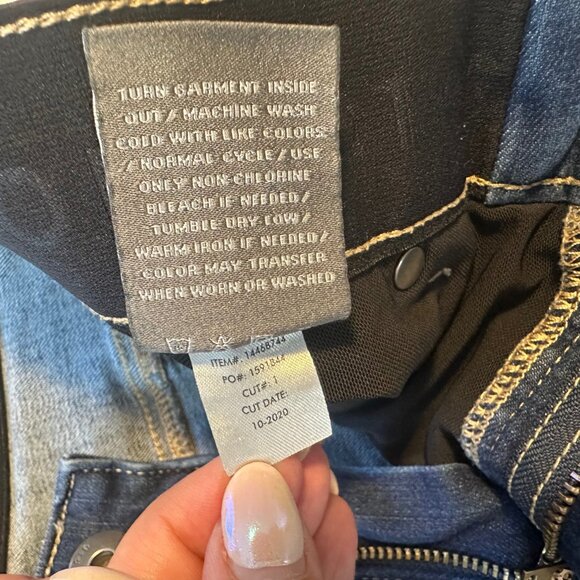 TURN GARMENT INSIDE
OUT / MACHINE WASH
COLD WITH LIKE COLORS
/ NORMAL CYCLE / USE
ONLY NON-CHLORINE
BLEACH IF NEEDED /
TUMBLE DRY LOW /
WARM IRON IF NEEDED /
COLOR MAY TRANSFER
WHEN WORN OR WASHED
ITEM#: 14468744
PO#: 1591844
CUT#: 1
CUT DATE:
10-2020